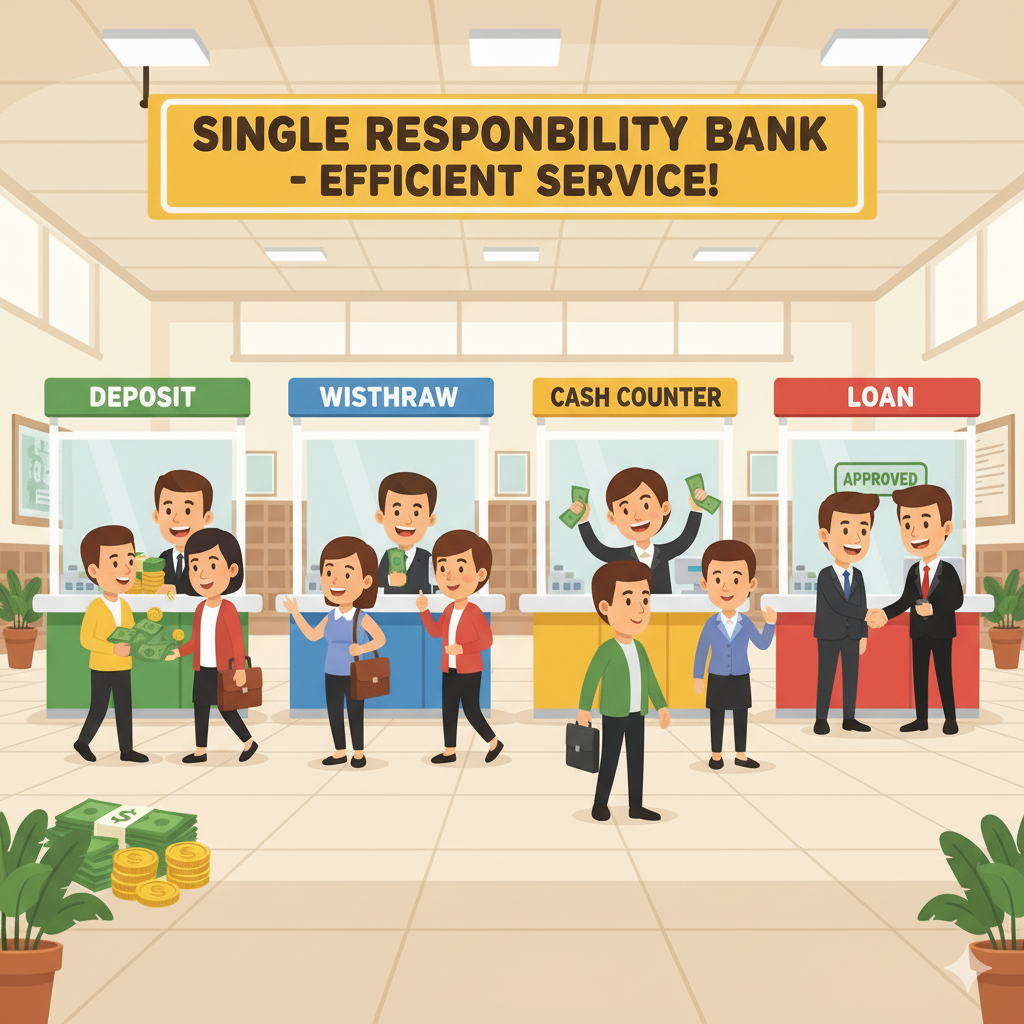 SINGLE RESPONBILITY BANK
- EFFICIENT SERVICE!
DEPOSIT
WISTHRAW
CASH COUNTER
LOAN
APPROVED
$